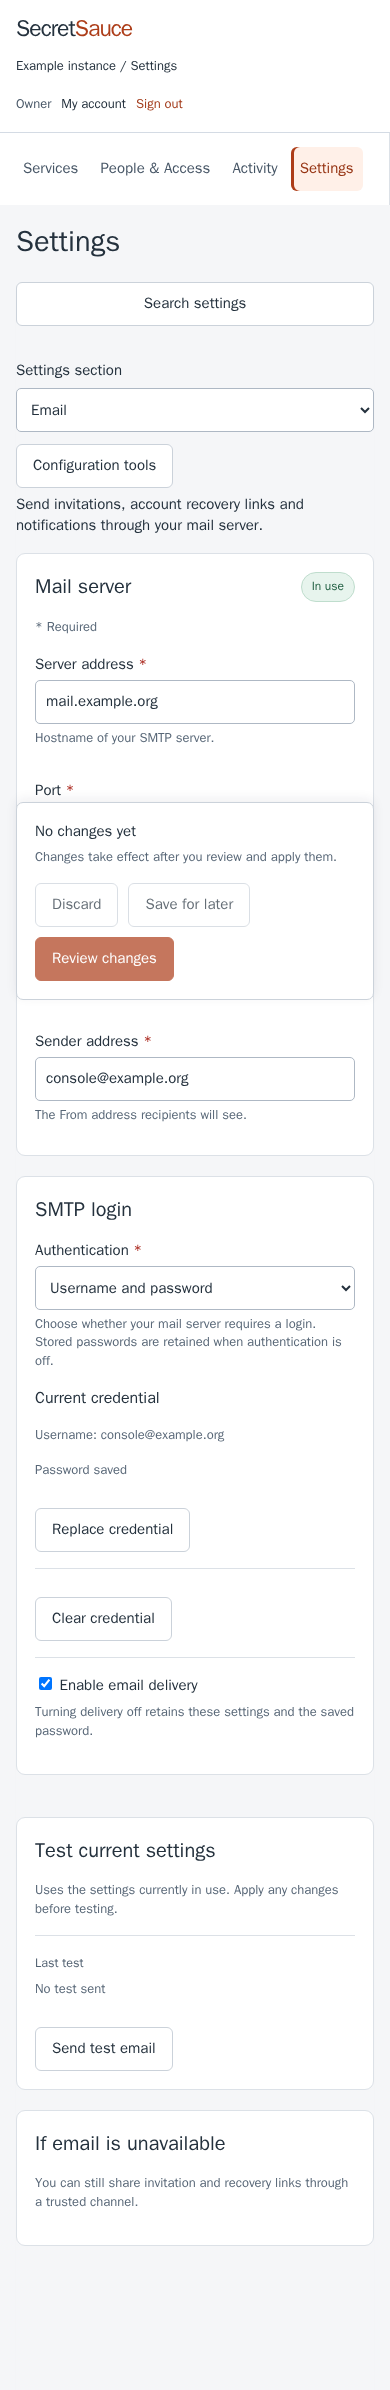 SecretSauce
Example instance / Settings
Owner My account Sign out
Services People & Access Activity Settings
Settings
Search settings
Settings section
Email
Configuration tools
Send invitations, account recovery links and
notifications through your mail server.
Mail server In use
* Required
Server address *
mail.example.org
Hostname of your SMTP server.
Port *
No changes yet
Changes take effect after you review and apply them.
Discard Save for later
Review changes
Sender address *
console@example.org
The From address recipients will see.
SMTP login
Authentication *
Username and password
Choose whether your mail server requires a login.
Stored passwords are retained when authentication is
off.
Current credential
Username: console@example.org
Password saved
Replace credential
Clear credential
Enable email delivery
Turning delivery off retains these settings and the saved
password.
Test current settings
Uses the settings currently in use. Apply any changes
before testing.
Last test
No test sent
Send test email
If email is unavailable
You can still share invitation and recovery links through
a trusted channel.